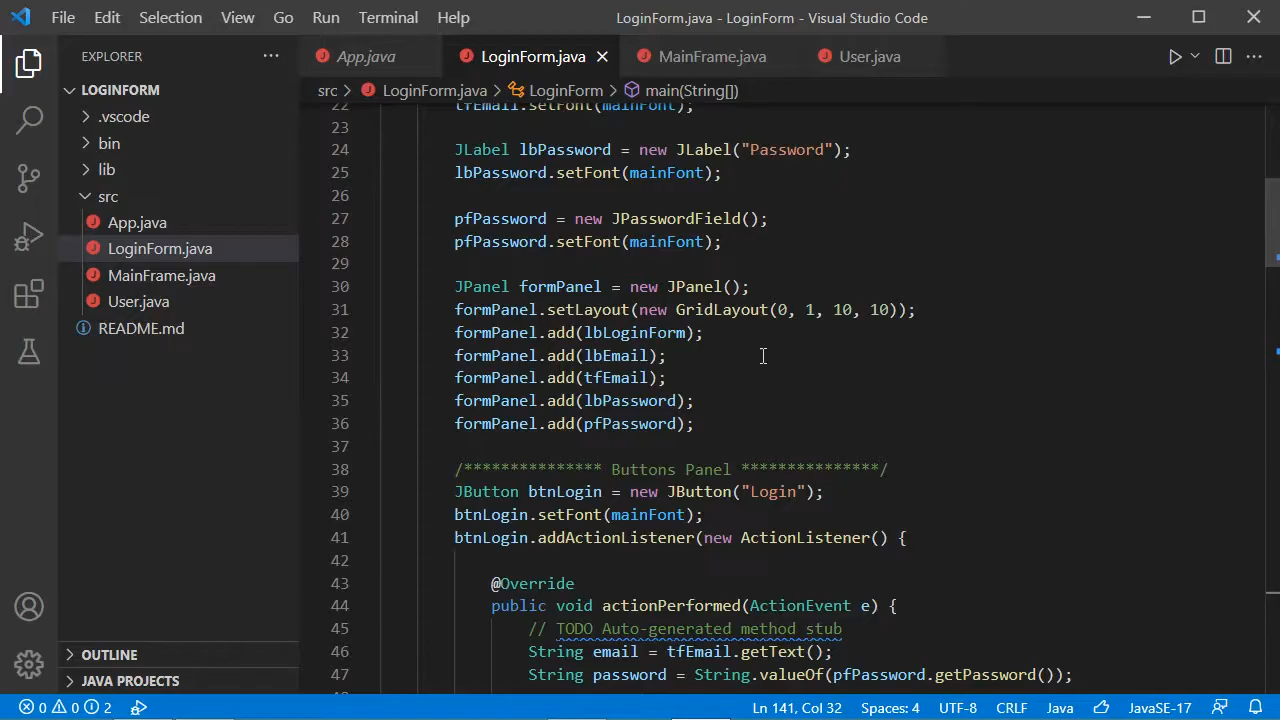 File Edit Selection View Go Run Terminal Help LoginForm.java - LoginForm - Visual Studio Code
EXPLORER
LOGINFORM
.vscode
bin
lib
src
App.java
LoginForm.java
MainFrame.java
User.java
README.md
OUTLINE
JAVA PROJECTS
App.java LoginForm.java MainFrame.java User.java
src LoginForm.java LoginForm main(String[])
22 tfEmail.setFont(mainFont);
23
24 JLabel lbPassword = new JLabel("Password");
25 lbPassword.setFont(mainFont);
26
27 pfPassword = new JPasswordField();
28 pfPassword.setFont(mainFont);
29
30 JPanel formPanel = new JPanel();
31 formPanel.setLayout(new GridLayout(0, 1, 10, 10));
32 formPanel.add(lbLoginForm);
33 formPanel.add(lbEmail);
34 formPanel.add(tfEmail);
35 formPanel.add(lbPassword);
36 formPanel.add(pfPassword);
37
38 /*************** Buttons Panel ***************/
39 JButton btnLogin = new JButton("Login");
40 btnLogin.setFont(mainFont);
41 btnLogin.addActionListener(new ActionListener() {
42
43 @Override
44 public void actionPerformed(ActionEvent e) {
45 // TODO Auto-generated method stub
46 String email = tfEmail.getText();
47 String password = String.valueOf(pfPassword.getPassword());
0 0 2 Ln 141, Col 32 Spaces: 4 UTF-8 CRLF Java JavaSE-17